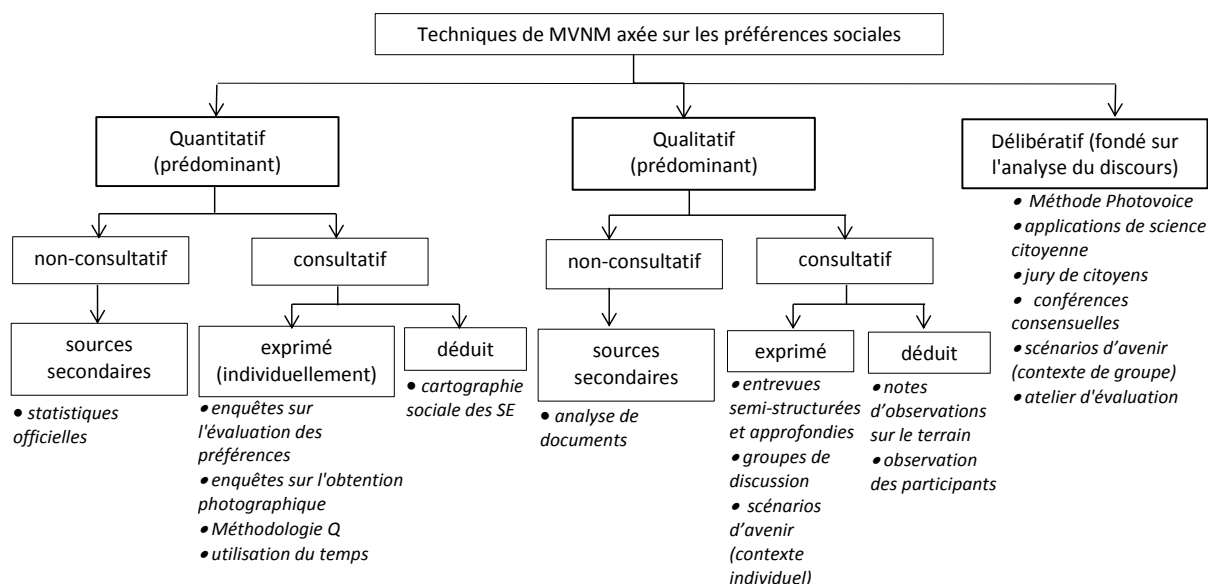 Techniques de MVNM axée sur les préférences sociales
Quantitatif
(prédominant)
non-consultatif
sources
secondaires
● statistiques
officielles
consultatif
exprimé
(individuellement)
● enquêtes sur
l'évaluation des
préférences
● enquêtes sur l'obtention
photographique
● Méthodologie Q
● utilisation du temps
déduit
● cartographie
sociale des SE
Qualitatif
(prédominant)
non-consultatif
sources
secondaires
● analyse de
documents
consultatif
exprimé
● entrevues
semi-structurées
et approfondies
● groupes de
discussion
● scénarios
d’avenir
(contexte
individuel)
déduit
● notes
d’observations
sur le terrain
● observation
des participants
Délibératif (fondé sur
l'analyse du discours)
● Méthode Photovoice
● applications de science
citoyenne
● jury de citoyens
● conférences
consensuelles
● scénarios d’avenir
(contexte de groupe)
● atelier d'évaluation